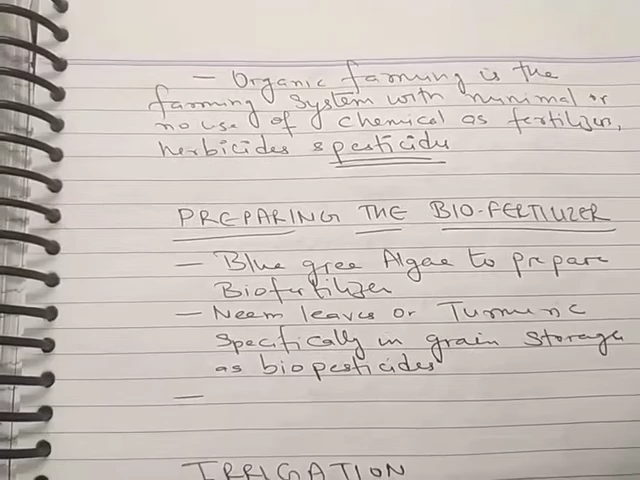 — Organic farming is the
farming system with minimal or
no use of chemical as fertilizer,
herbicides & pesticides
PREPARING THE BIO-FERTILIZER
— Blue gree Algae to prepare
Biofertilizer
— Neem leaves or Turmeric
Specifically in grain storage
as biopesticides
—
IRRIGATION